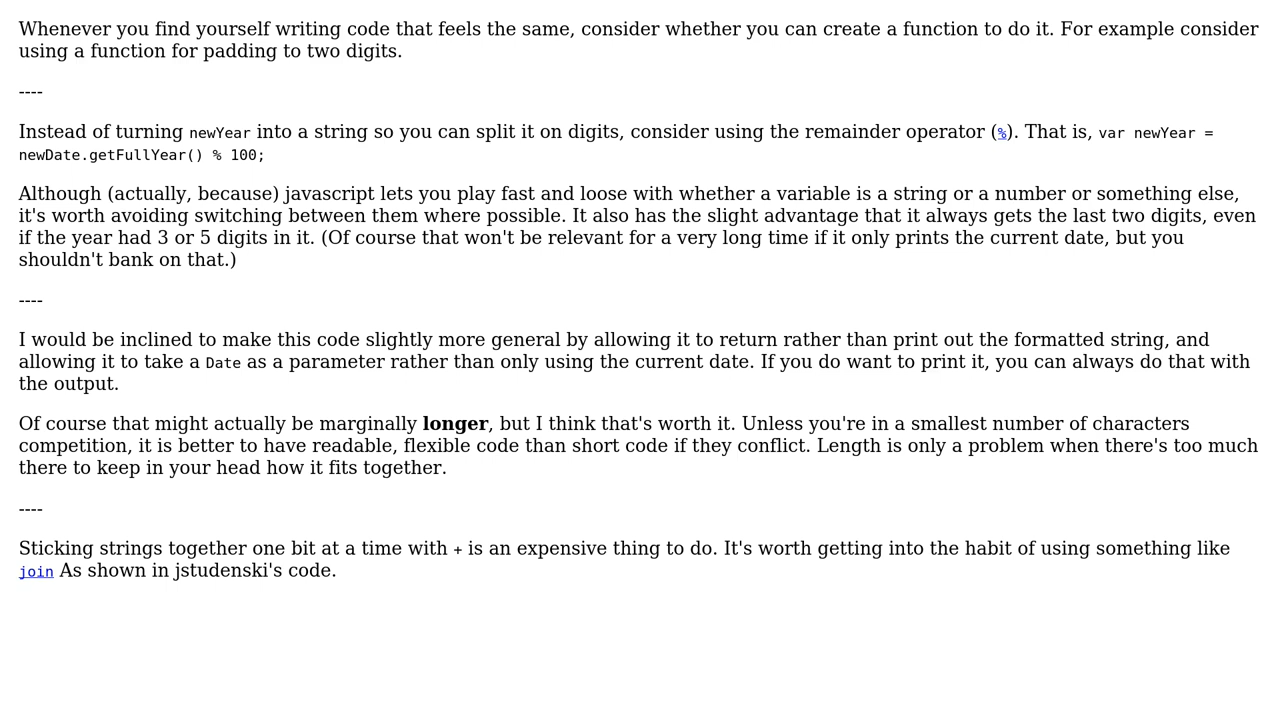 Whenever you find yourself writing code that feels the same, consider whether you can create a function to do it. For example consider
using a function for padding to two digits.
----
Instead of turning newYear into a string so you can split it on digits, consider using the remainder operator (%). That is, var newYear =
newDate.getFullYear() % 100;
Although (actually, because) javascript lets you play fast and loose with whether a variable is a string or a number or something else,
it's worth avoiding switching between them where possible. It also has the slight advantage that it always gets the last two digits, even
if the year had 3 or 5 digits in it. (Of course that won't be relevant for a very long time if it only prints the current date, but you
shouldn't bank on that.)
----
I would be inclined to make this code slightly more general by allowing it to return rather than print out the formatted string, and
allowing it to take a Date as a parameter rather than only using the current date. If you do want to print it, you can always do that with
the output.
Of course that might actually be marginally longer, but I think that's worth it. Unless you're in a smallest number of characters
competition, it is better to have readable, flexible code than short code if they conflict. Length is only a problem when there's too much
there to keep in your head how it fits together.
----
Sticking strings together one bit at a time with + is an expensive thing to do. It's worth getting into the habit of using something like
join As shown in jstudenski's code.